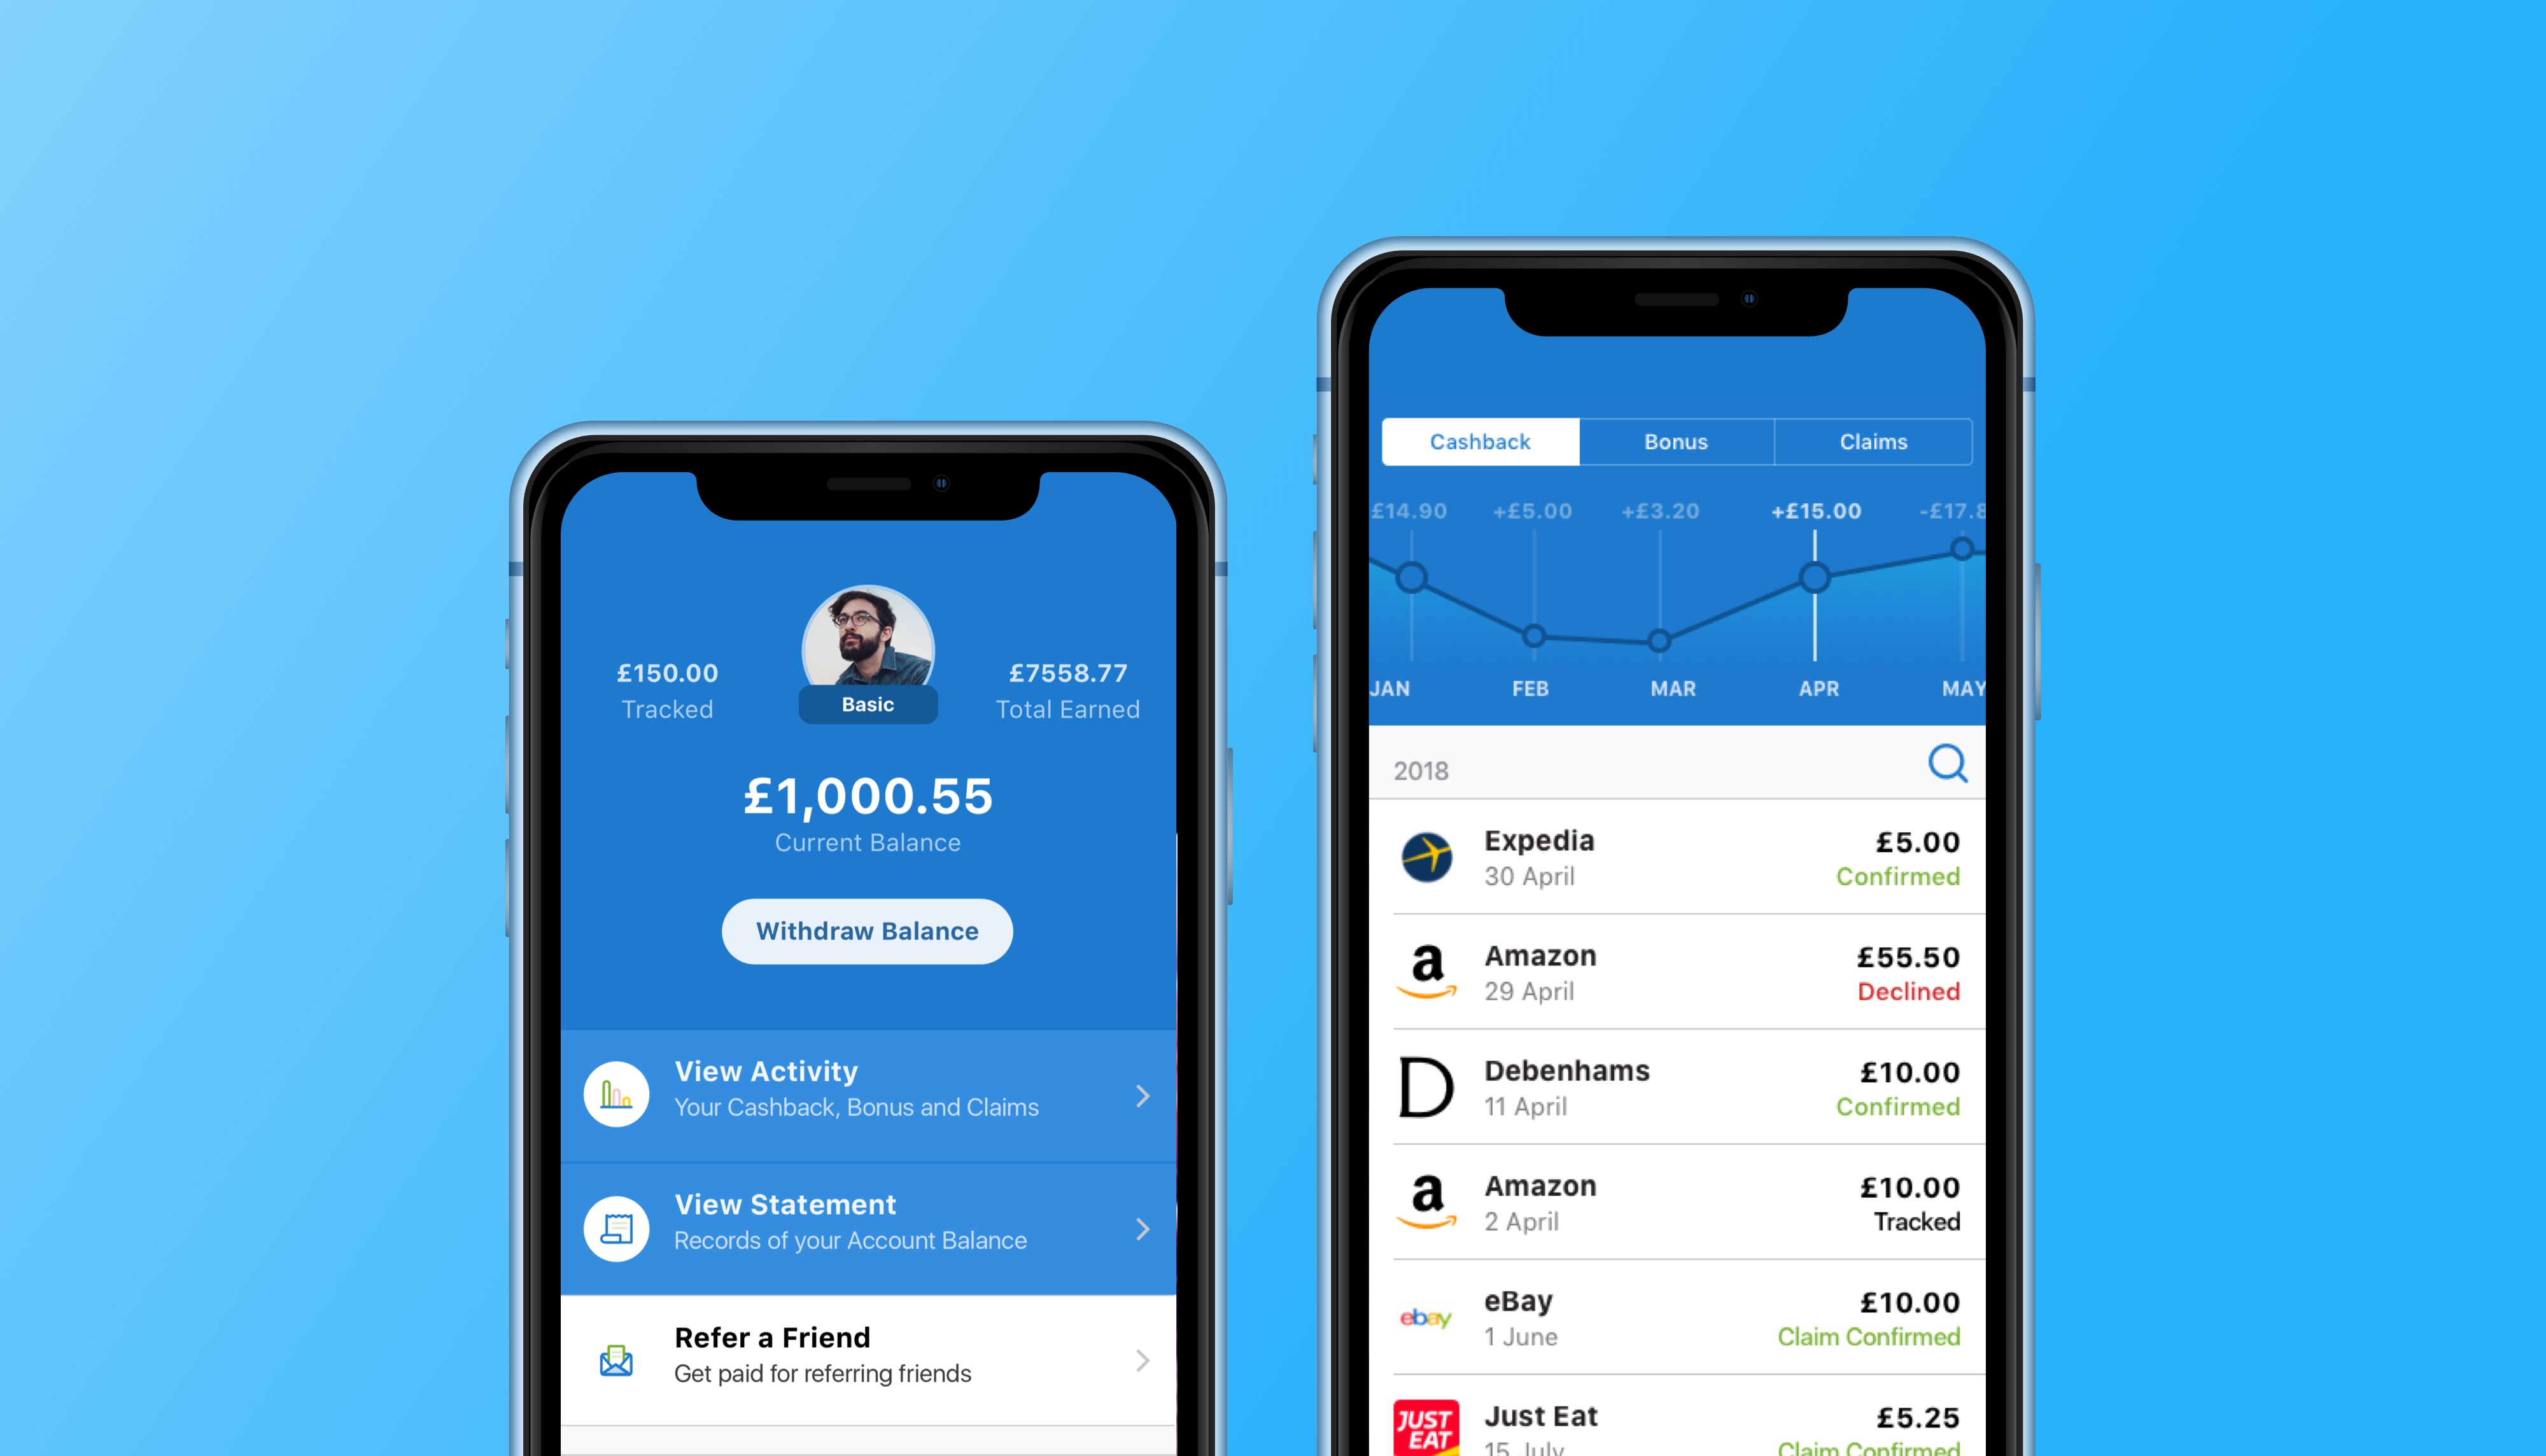 £150.00
Tracked
Basic
£7558.77
Total Earned
£1,000.55
Current Balance
Withdraw Balance
View Activity
Your Cashback, Bonus and Claims
View Statement
Records of your Account Balance
Refer a Friend
Get paid for referring friends
Cashback Bonus Claims
£14.90 +£5.00 +£3.20 +£15.00 -£17.8
JAN FEB MAR APR MAY
2018
Expedia £5.00
30 April Confirmed
a Amazon £55.50
29 April Declined
D Debenhams £10.00
11 April Confirmed
a Amazon £10.00
2 April Tracked
ebay eBay £10.00
1 June Claim Confirmed
JUST EAT Just Eat £5.25
15 July Claim Confirmed